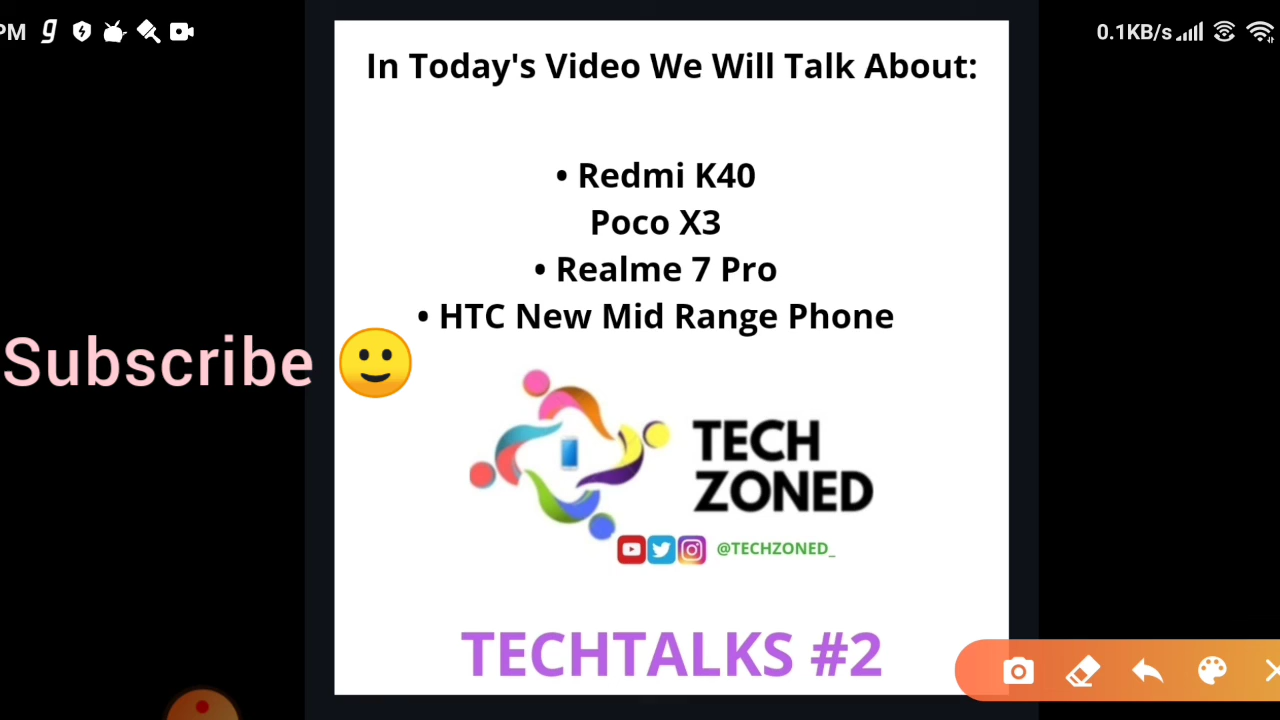 PM
0.1KB/s
In Today's Video We Will Talk About:
• Redmi K40
Poco X3
• Realme 7 Pro
• HTC New Mid Range Phone
Subscribe 🙂
TECH
ZONED
@TECHZONED_
TECHTALKS #2